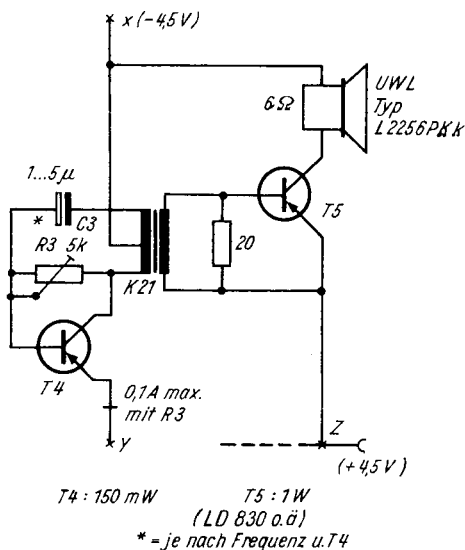 x (-4,5V)
UWL
Typ
L2256PKk
6Ω
1...5µ
*
C3
R3
5k
K21
20
T5
T4
0,1A max.
mit R3
Y
Z
(+4,5V)
T4 : 150 mW
T5 : 1W
(LD 830 o.ä)
* = je nach Frequenz u.T4